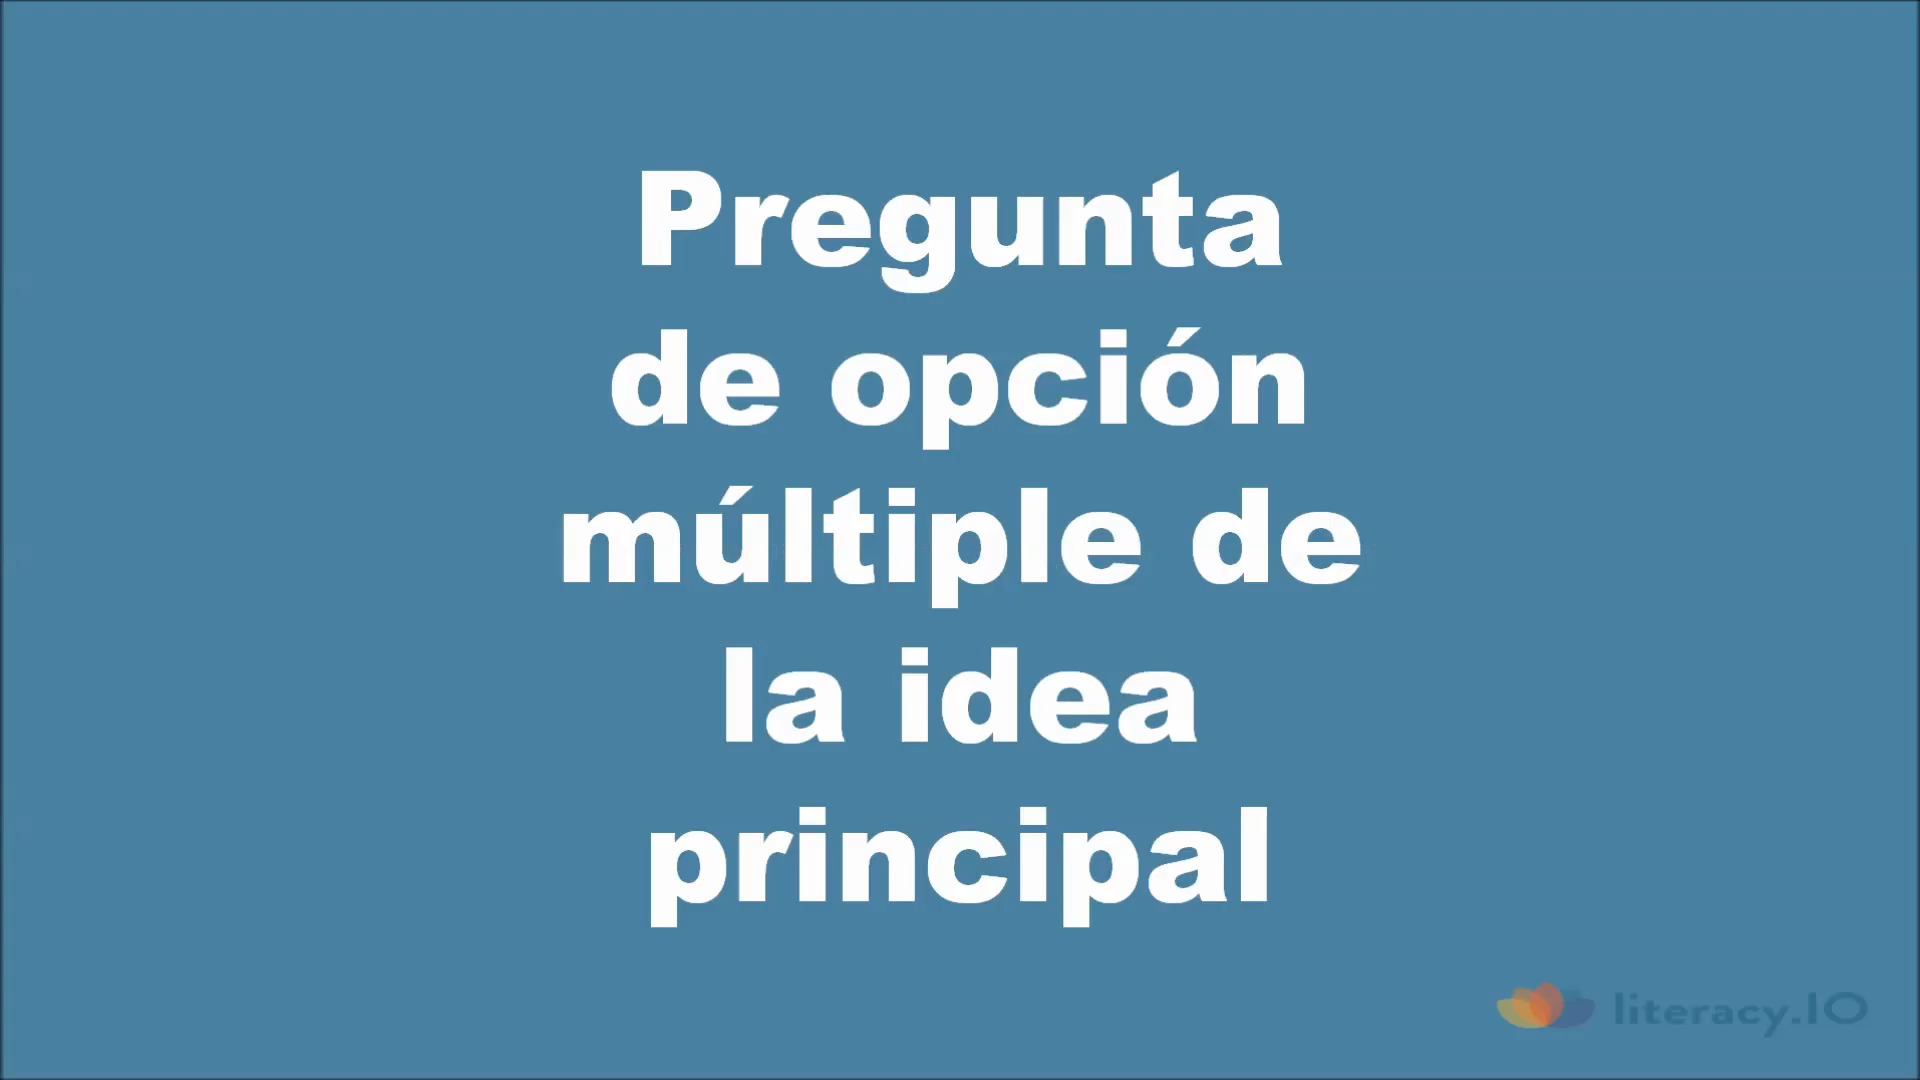 Pregunta
de opción
múltiple de
la idea
principal
literacy.IO